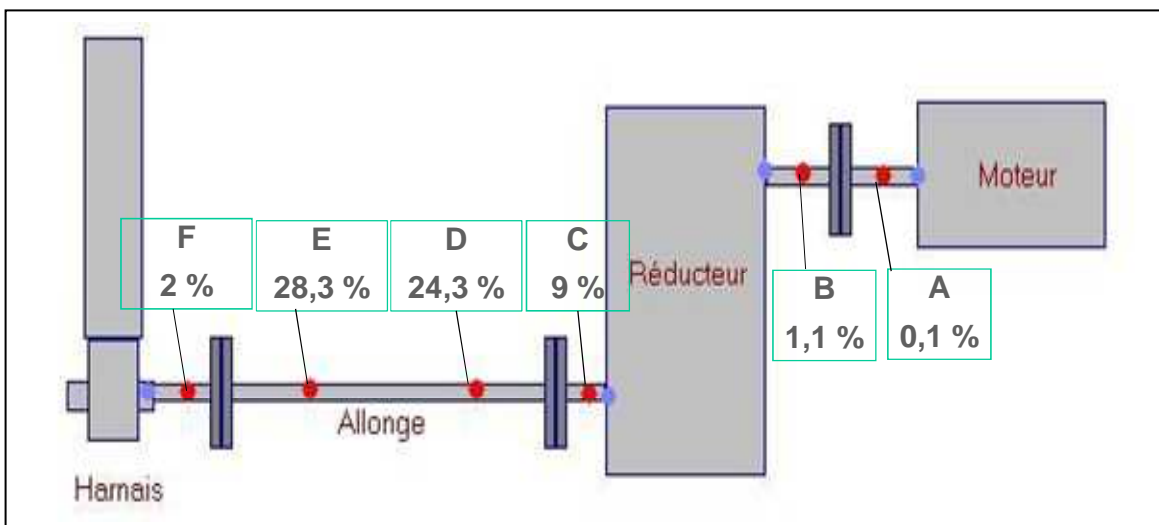 Moteur
F
2 %
E
28,3 %
D
24,3 %
C
9 %
Réducteur
B
1,1 %
A
0,1 %
Allonge
Harnais